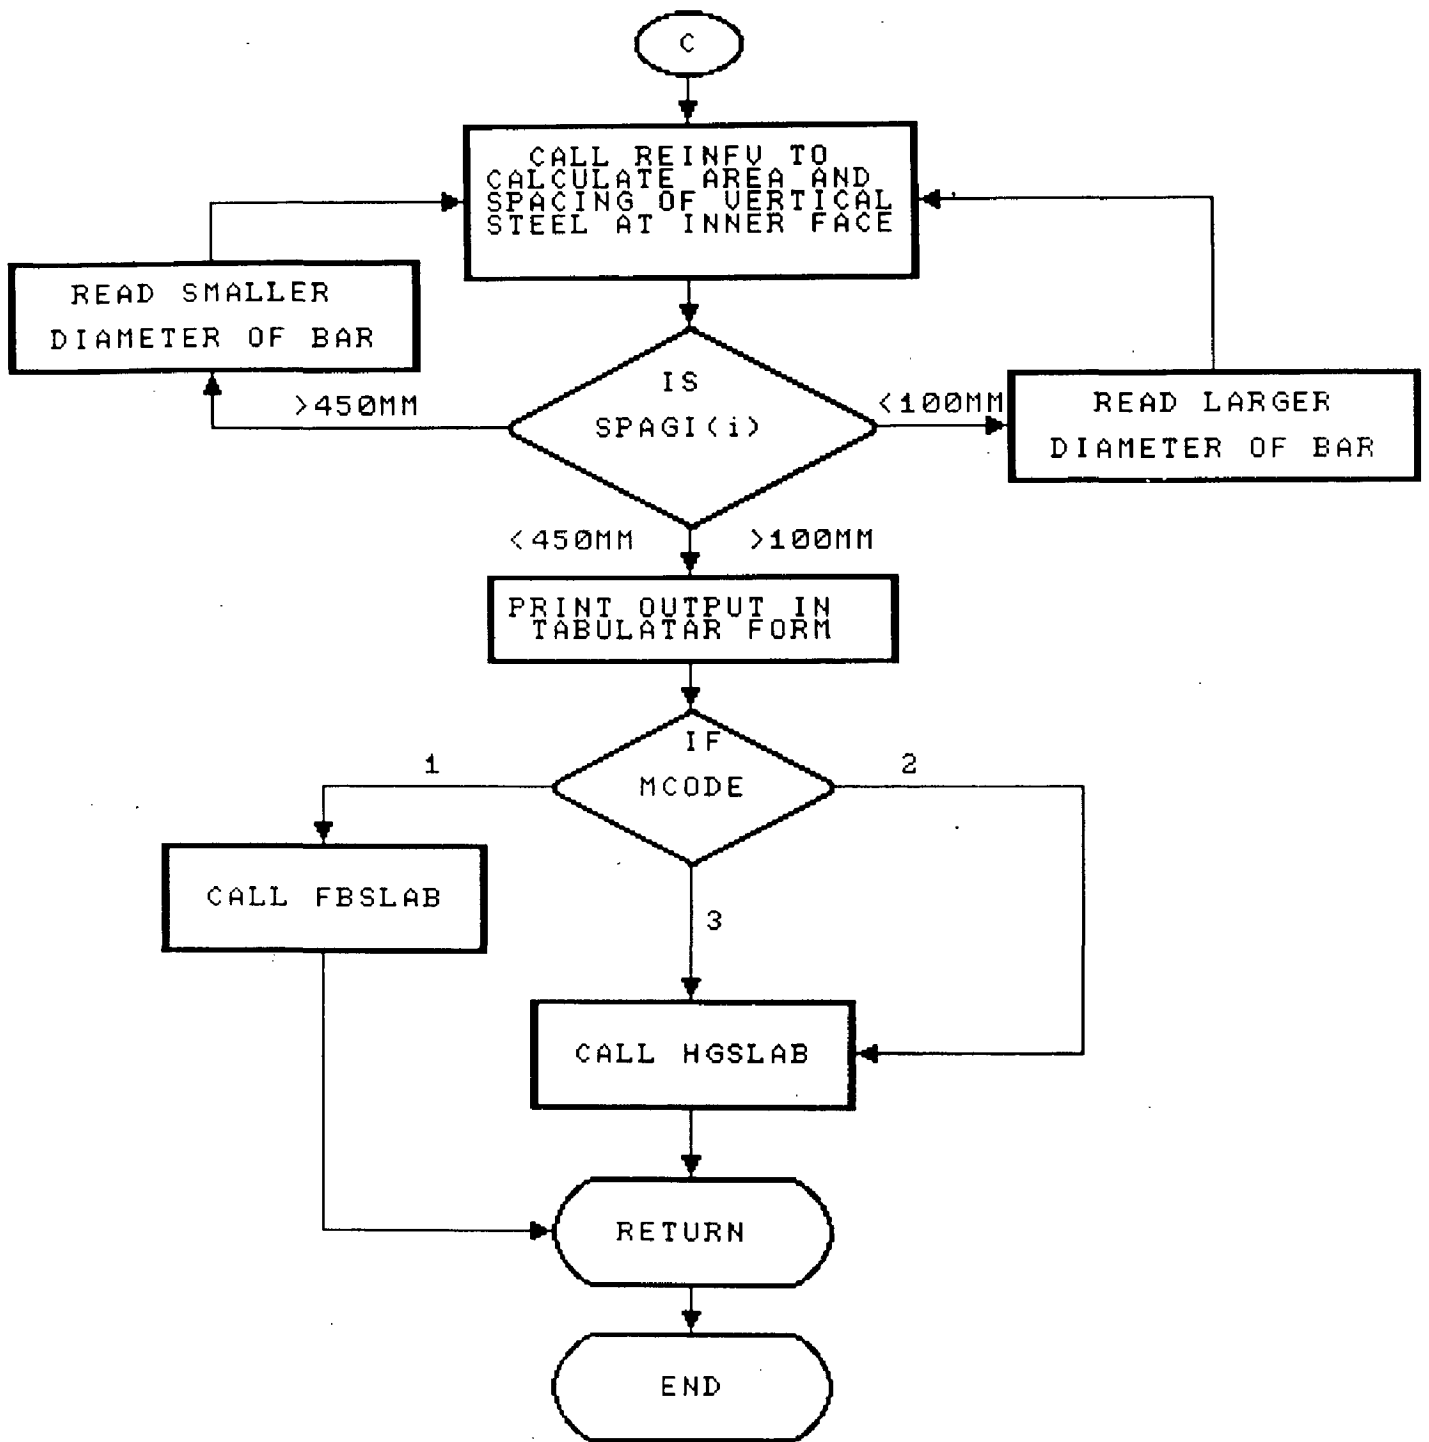 C
CALL REINFV TO
CALCULATE AREA AND
SPACING OF VERTICAL
STEEL AT INNER FACE
READ SMALLER
DIAMETER OF BAR
IS
SPAGI(i)
>450MM
<100MM
READ LARGER
DIAMETER OF BAR
<450MM >100MM
PRINT OUTPUT IN
TABULATAR FORM
IF
MCODE
1
2
3
CALL FBSLAB
CALL HGSLAB
RETURN
END